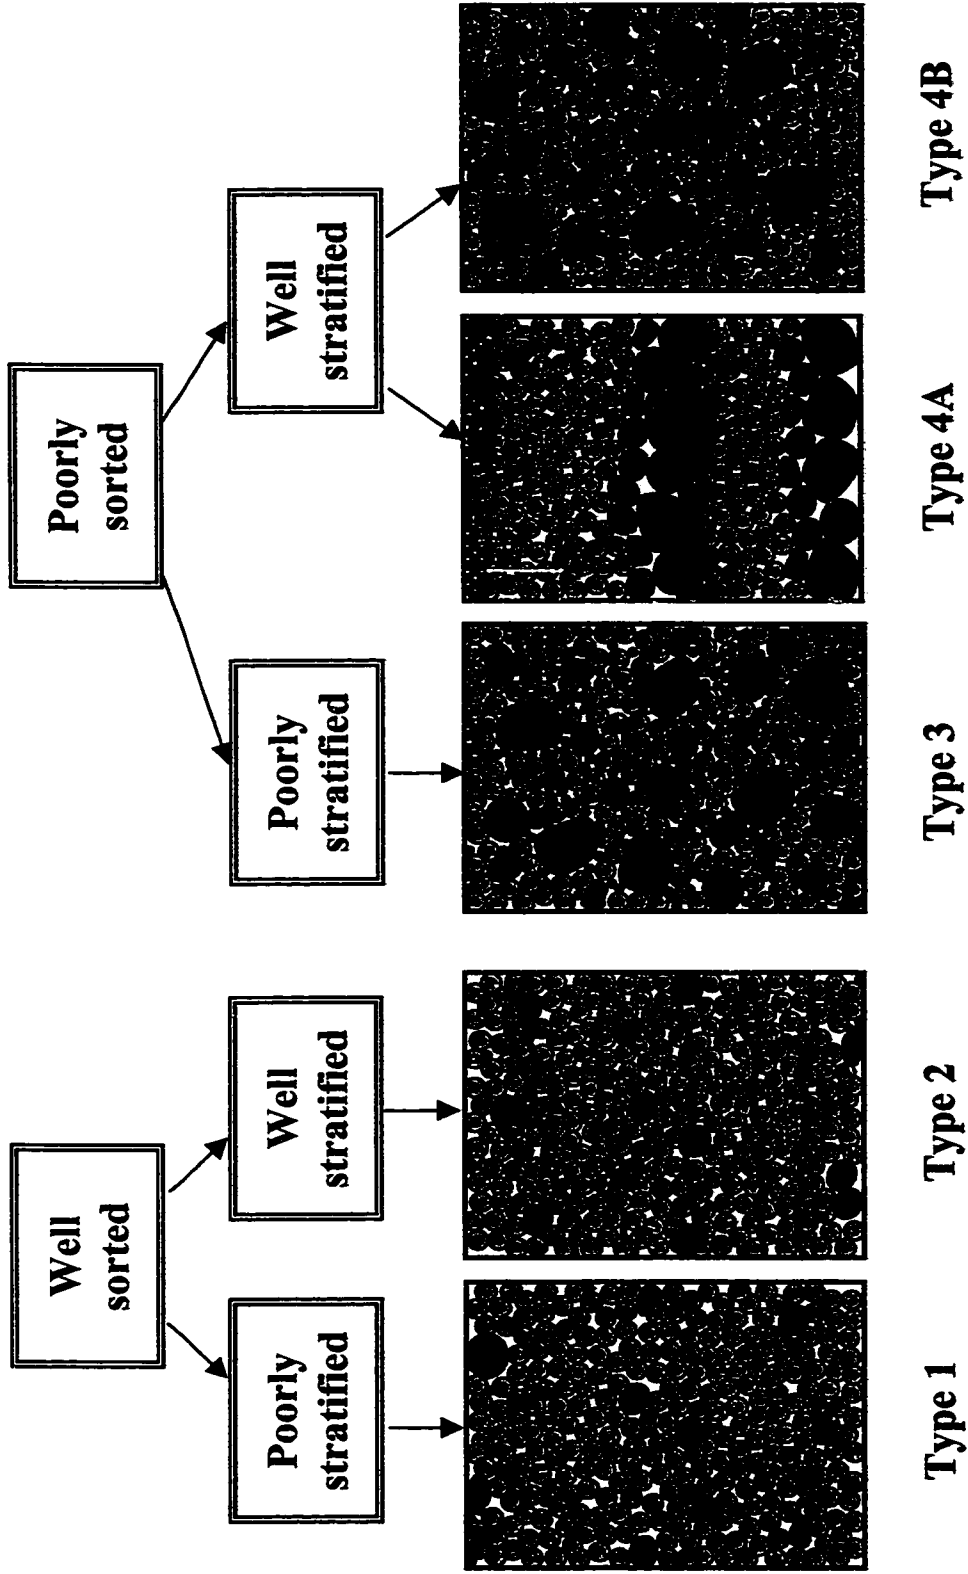 Well
sorted
Poorly
sorted
Poorly
stratified
Well
stratified
Poorly
stratified
Well
stratified
Type 1
Type 2
Type 3
Type 4A
Type 4B